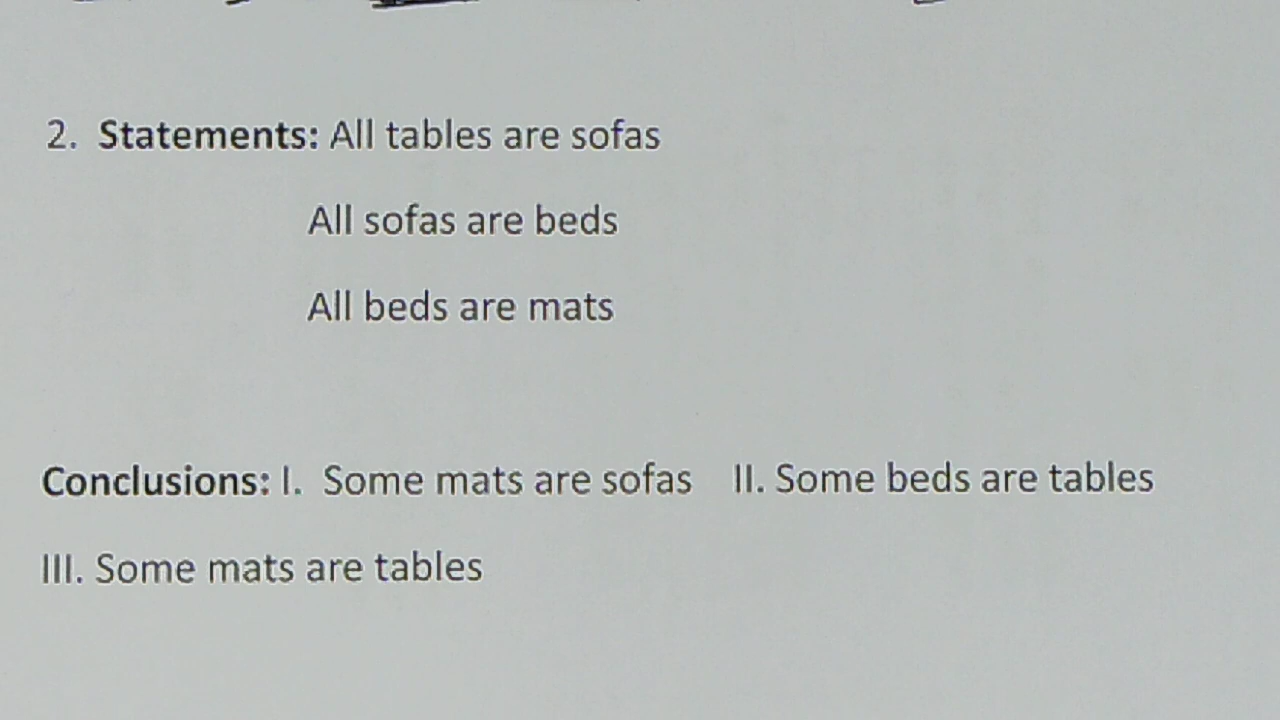 2. Statements: All tables are sofas
All sofas are beds
All beds are mats
Conclusions: I. Some mats are sofas II. Some beds are tables
III. Some mats are tables